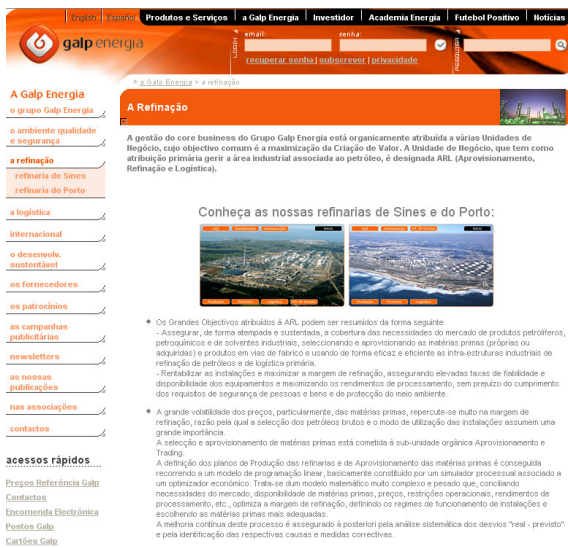 English Español Produtos e Serviços a Galp Energia Investidor Academia Energia Futebol Positivo Notícias
galp energia
LOGIN
email: senha:
recuperar senha | subscrever | privacidade
PESQUISA
> a Galp Energia > a refinação
A Galp Energia
o grupo Galp Energia
o ambiente qualidade
e segurança
a refinação
refinaria de Sines
refinaria do Porto
a logística
internacional
o desenvolv.
sustentável
os fornecedores
os patrocínios
as campanhas
publicitárias
newsletters
as nossas
publicações
nas associações
contactos
acessos rápidos
Preços Referência Galp
Contactos
Encomenda Electrónica
Postos Galp
Cartões Galp
A Refinação
A gestão do core business do Grupo Galp Energia está organicamente atribuída a várias Unidades de
Negócio, cujo objectivo comum é a maximização da Criação de Valor. A Unidade de Negócio, que tem como
atribuição primária gerir a área industrial associada ao petróleo, é designada ARL (Aprovisionamento,
Refinação e Logística).
Conheça as nossas refinarias de Sines e do Porto:
Os Grandes Objectivos atribuídos à ARL podem ser resumidos da forma seguinte:
- Assegurar, de forma atempada e sustentada, a cobertura das necessidades do mercado de produtos petrolíferos,
petroquímicos e de solventes industriais, seleccionando e aprovisionando as matérias primas (próprias ou
adquiridas) e produtos em vias de fabrico e usando de forma eficaz e eficiente as infra-estruturas industriais de
refinação de petróleos e de logística primária.
- Rentabilizar as instalações e maximizar a margem de refinação, assegurando elevadas taxas de fiabilidade e
disponibilidade dos equipamentos e maximizando os rendimentos de processamento, sem prejuízo do cumprimento
dos requisitos de segurança de pessoas e bens e de protecção do meio ambiente.
A grande volatilidade dos preços, particularmente, das matérias primas, repercute-se muito na margem de
refinação, razão pela qual a selecção dos petróleos brutos e o modo de utilização das instalações assumem uma
grande importância.
A selecção e aprovisionamento de matérias primas está cometida à sub-unidade orgânica Aprovisionamento e
Trading.
A definição dos planos de Produção das refinarias e de Aprovisionamento das matérias primas é conseguida
recorrendo a um modelo de programação linear, basicamente constituído por um simulador processual associado a
um optimizador económico. Trata-se dum modelo matemático muito complexo e pesado que, conciliando
necessidades do mercado, disponibilidade de matérias primas, preços, restrições operacionais, rendimentos de
processamento, etc., optimiza a margem de refinação, definindo os regimes de funcionamento de instalações e
escolhendo as matérias primas mais adequadas.
A melhoria contínua deste processo é assegurado à posteriori pela análise sistemática dos desvios "real - previsto"
e pela identificação das respectivas causas e medidas correctivas.